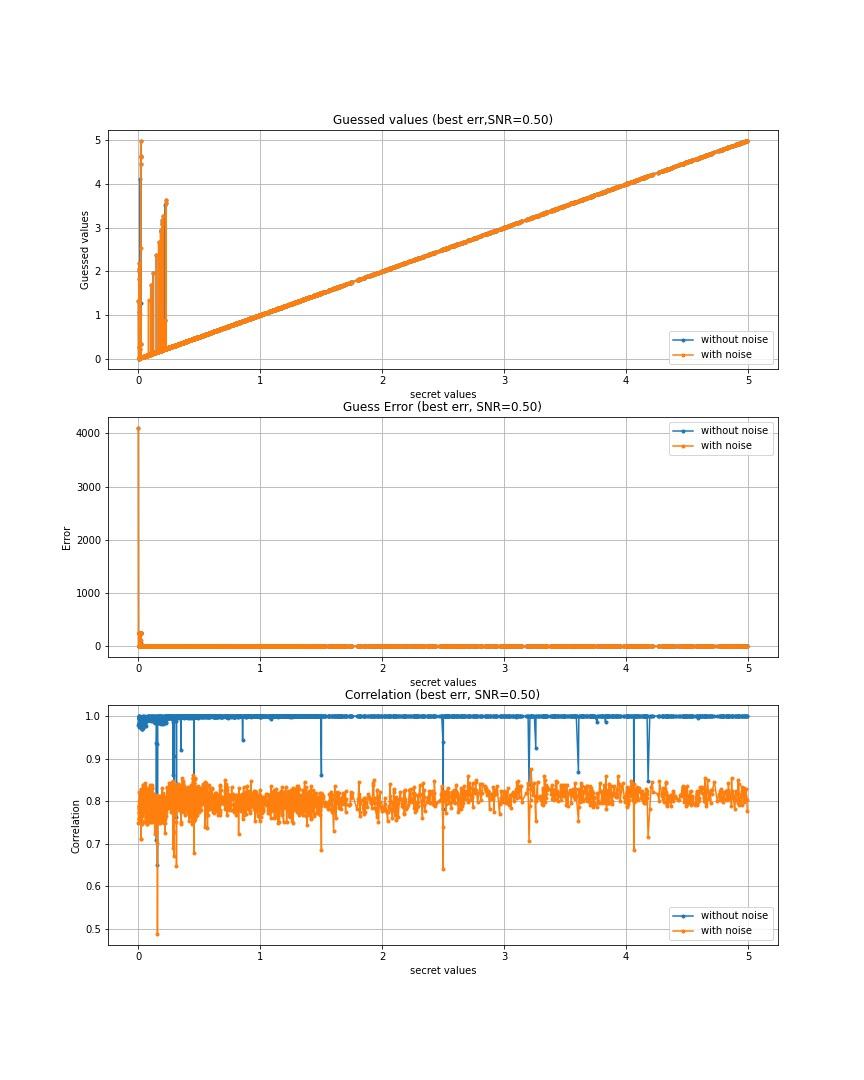 Guessed values (best err,SNR=0.50)
Guessed values
5
4
3
2
1
0
without noise
with noise
0 1 2 3 4 5
secret values
Guess Error (best err, SNR=0.50)
Error
4000
3000
2000
1000
0
without noise
with noise
0 1 2 3 4 5
secret values
Correlation (best err, SNR=0.50)
Correlation
1.0
0.9
0.8
0.7
0.6
0.5
without noise
with noise
0 1 2 3 4 5
secret values